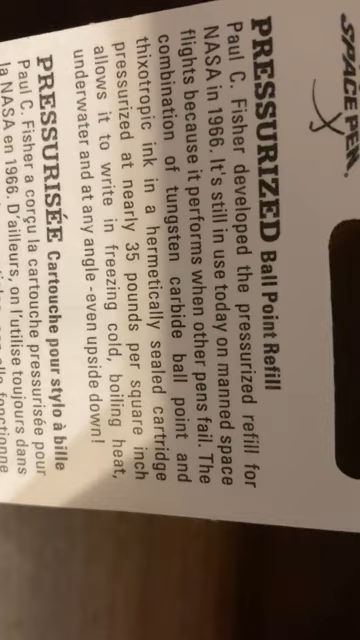 SPACE PEN®
PRESSURIZED Ball Point Refill
Paul C. Fisher developed the pressurized refill for
NASA in 1966. It's still in use today on manned space
flights because it performs when other pens fail. The
combination of tungsten carbide ball point and
thixotropic ink in a hermetically sealed cartridge
pressurized at nearly 35 pounds per square inch
allows it to write in freezing cold, boiling heat,
underwater and at any angle -even upside down!
PRESSURISÉE Cartouche pour stylo à bille
Paul C. Fisher a corçu la cartouche pressurisée pour
la NASA en 1966. D'ailleurs, on l'utilise toujours dans